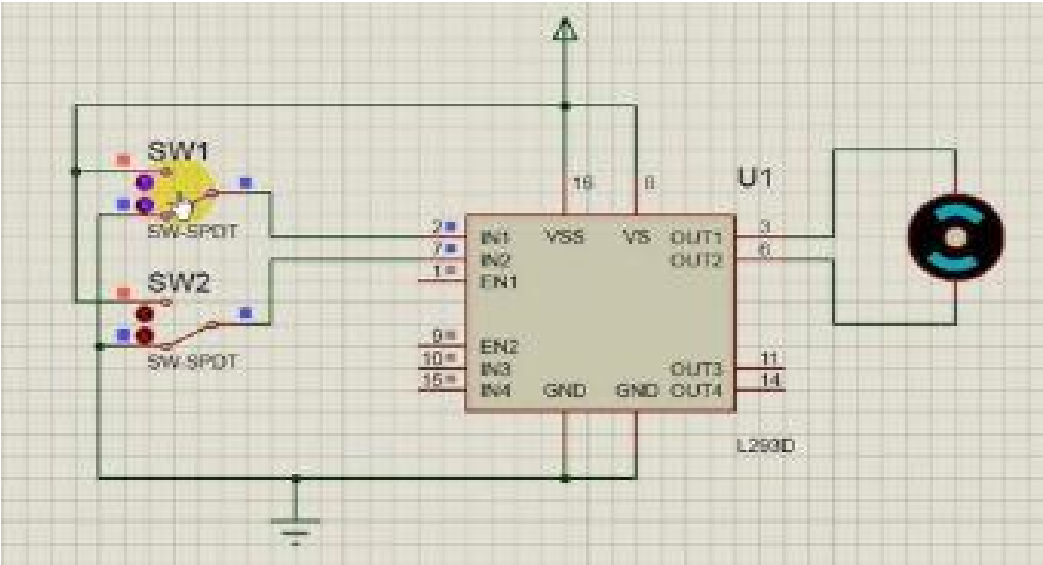 SW1
SW-SPDT
SW2
SW-SPDT
U1
16
8
2
IN1
VSS
VS
OUT1
3
7
IN2
OUT2
6
1
EN1
9
EN2
10
IN3
OUT3
11
15
IN4
GND
GND
OUT4
14
L293D